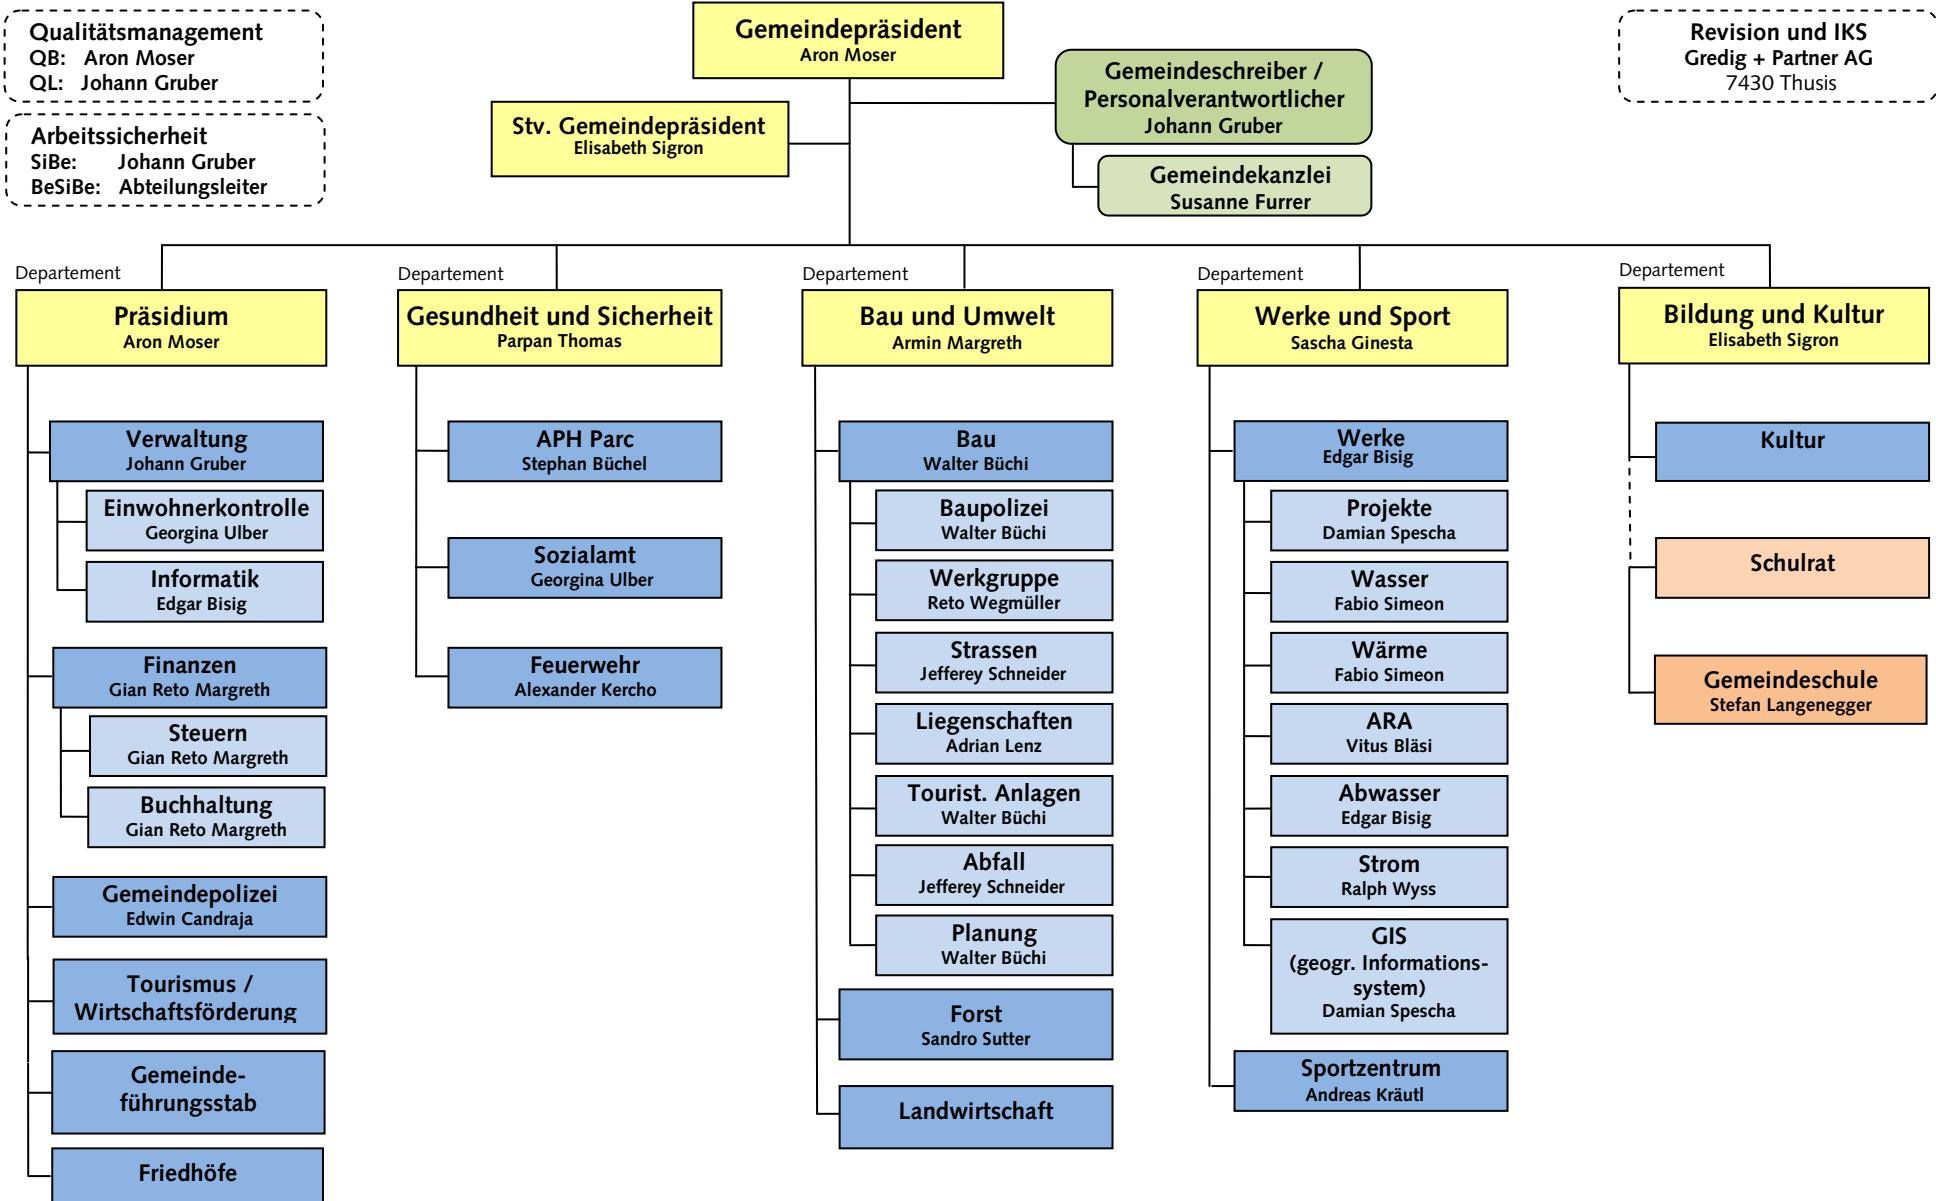 Qualitätsmanagement
QB: Aron Moser
QL: Johann Gruber
Arbeitssicherheit
SiBe: Johann Gruber
BeSiBe: Abteilungsleiter
Gemeindepräsident
Aron Moser
Stv. Gemeindepräsident
Elisabeth Sigron
Gemeindeschreiber /
Personalverantwortlicher
Johann Gruber
Gemeindekanzlei
Susanne Furrer
Revision und IKS
Gredig + Partner AG
7430 Thusis
Departement
Präsidium
Aron Moser
Verwaltung
Johann Gruber
Einwohnerkontrolle
Georgina Ulber
Informatik
Edgar Bisig
Finanzen
Gian Reto Margreth
Steuern
Gian Reto Margreth
Buchhaltung
Gian Reto Margreth
Gemeindepolizei
Edwin Candraja
Tourismus /
Wirtschaftsförderung
Gemeinde-
führungsstab
Friedhöfe
Departement
Gesundheit und Sicherheit
Parpan Thomas
APH Parc
Stephan Büchel
Sozialamt
Georgina Ulber
Feuerwehr
Alexander Kercho
Departement
Bau und Umwelt
Armin Margreth
Bau
Walter Büchi
Baupolizei
Walter Büchi
Werkgruppe
Reto Wegmüller
Strassen
Jefferey Schneider
Liegenschaften
Adrian Lenz
Tourist. Anlagen
Walter Büchi
Abfall
Jefferey Schneider
Planung
Walter Büchi
Forst
Sandro Sutter
Landwirtschaft
Departement
Werke und Sport
Sascha Ginesta
Werke
Edgar Bisig
Projekte
Damian Spescha
Wasser
Fabio Simeon
Wärme
Fabio Simeon
ARA
Vitus Bläsi
Abwasser
Edgar Bisig
Strom
Ralph Wyss
GIS
(geogr. Informations-
system)
Damian Spescha
Sportzentrum
Andreas Kräutl
Departement
Bildung und Kultur
Elisabeth Sigron
Kultur
Schulrat
Gemeindeschule
Stefan Langenegger